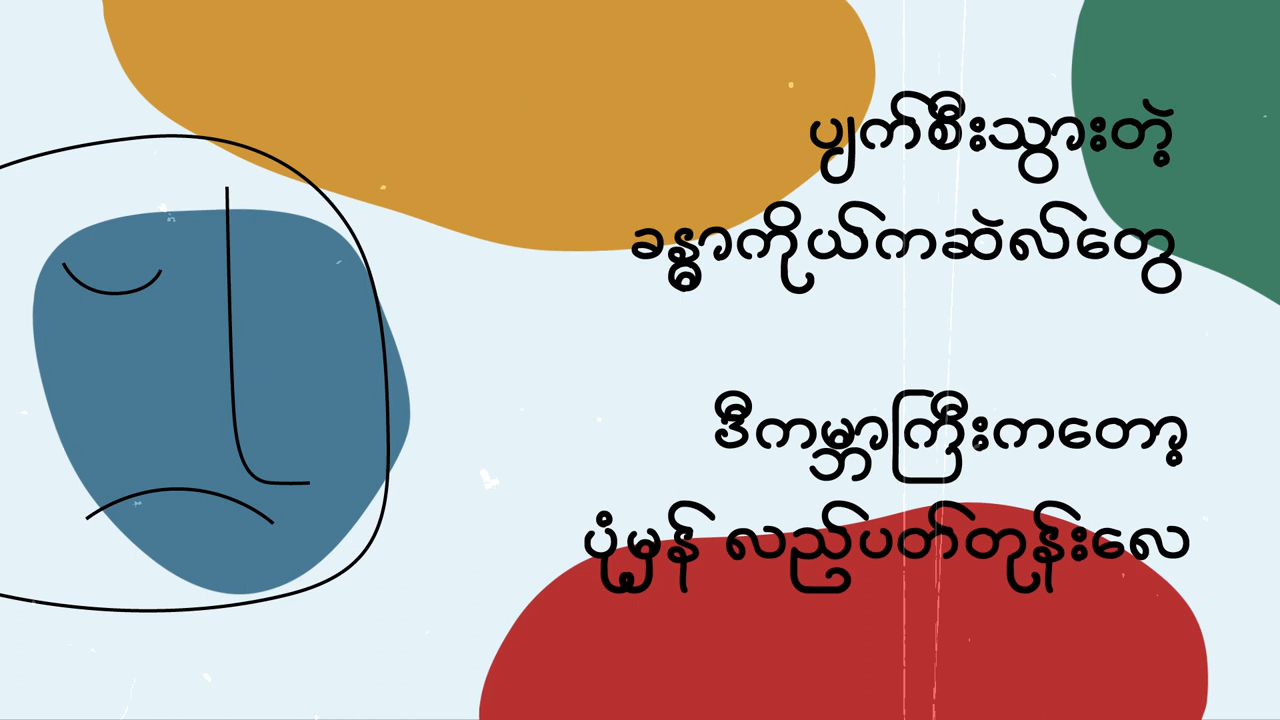 ပျက်စီးသွားတဲ့
ခန္ဓာကိုယ်ကဆဲလ်တွေ
ဒီကမ္ဘာကြီးကတော့
ပုံမှန် လည်ပတ်တုန်းလေ